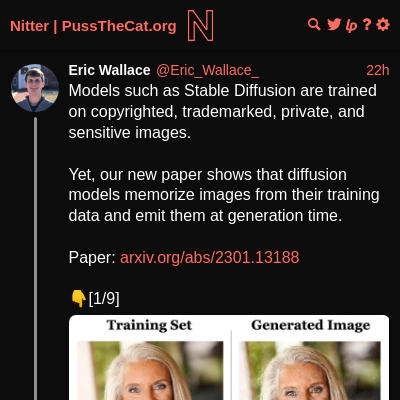 Nitter | PussTheCat.org N
Eric Wallace @Eric_Wallace_ 22h
Models such as Stable Diffusion are trained
on copyrighted, trademarked, private, and
sensitive images.
Yet, our new paper shows that diffusion
models memorize images from their training
data and emit them at generation time.
Paper: arxiv.org/abs/2301.13188
👇[1/9]
Training Set Generated Image